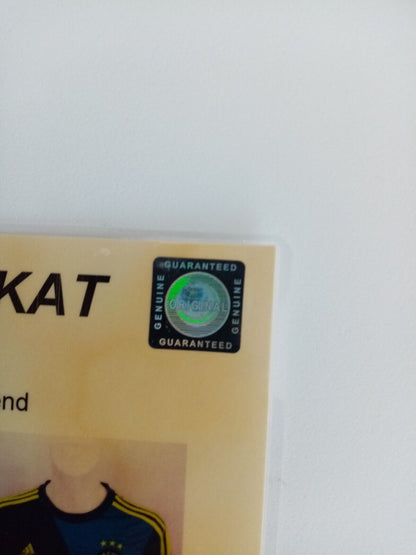 KAT
GUARANTEED
GENUINE
ORIGINAL
GENUINE
GUARANTEED
end